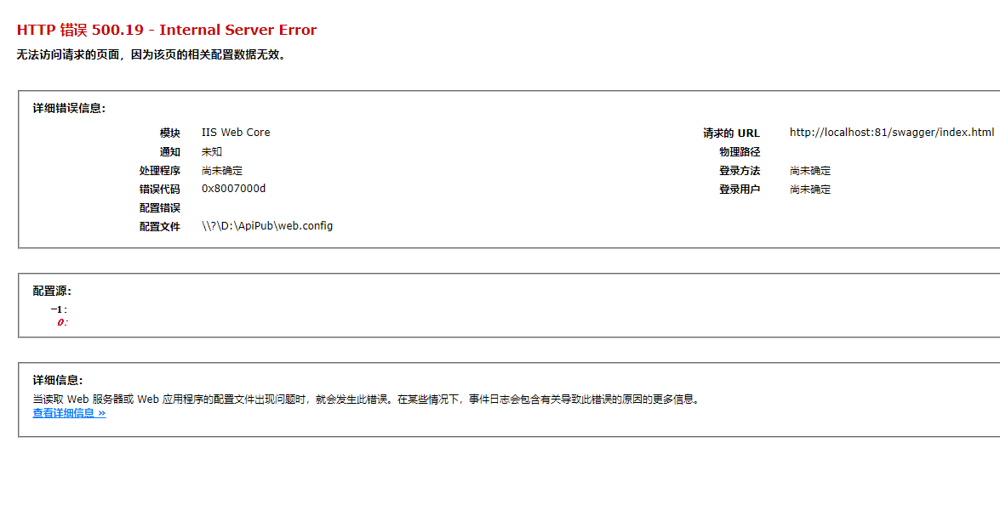 HTTP 错误 500.19 - Internal Server Error
无法访问请求的页面，因为该页的相关配置数据无效。
详细错误信息:
模块 IIS Web Core
通知 未知
处理程序 尚未确定
错误代码 0x8007000d
配置错误
配置文件 \\?\D:\ApiPub\web.config
请求的 URL http://localhost:81/swagger/index.html
物理路径
登录方法 尚未确定
登录用户 尚未确定
配置源:
-1:
0:
详细信息:
当读取 Web 服务器或 Web 应用程序的配置文件出现问题时，就会发生此错误。在某些情况下，事件日志会包含有关导致此错误的原因的更多信息。
查看详细信息 »